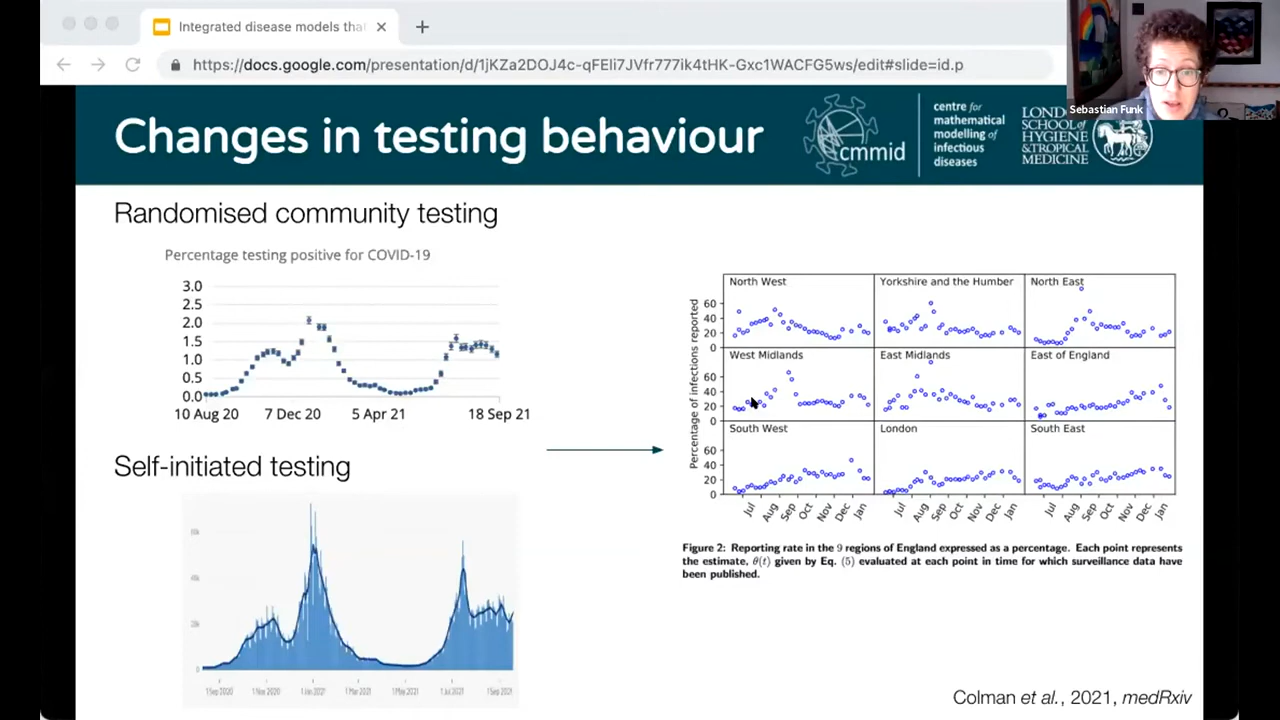 Integrated disease models tha
https://docs.google.com/presentation/d/1jKZa2DOJ4c-qFEli7JVfr777ik4tHK-Gxc1WACFG5ws/edit#slide=id.p
Sebastian Funk
Changes in testing behaviour
cmmid
centre for
mathematical
modelling of
infectious
diseases
LOND
SCHOOL of
HYGIENE
&TROPICAL
MEDICINE
Randomised community testing
Percentage testing positive for COVID-19
3.0
2.5
2.0
1.5
1.0
0.5
0.0
10 Aug 20 7 Dec 20 5 Apr 21 18 Sep 21
Self-initiated testing
60k
40k
20k
0
1 Sep 2020 1 Nov 2020 1 Jan 2021 1 Mar 2021 1 May 2021 1 Jul 2021 1 Sep 2021
Percentage of infections reported
North West Yorkshire and the Humber North East
60
40
20
0
West Midlands East Midlands East of England
60
40
20
0
South West London South East
60
40
20
0
Jul Aug Sep Oct Nov Dec Jan Jul Aug Sep Oct Nov Dec Jan Jul Aug Sep Oct Nov Dec Jan
Figure 2: Reporting rate in the 9 regions of England expressed as a percentage. Each point represents
the estimate, θ(t) given by Eq. (5) evaluated at each point in time for which surveillance data have
been published.
Colman et al., 2021, medRxiv